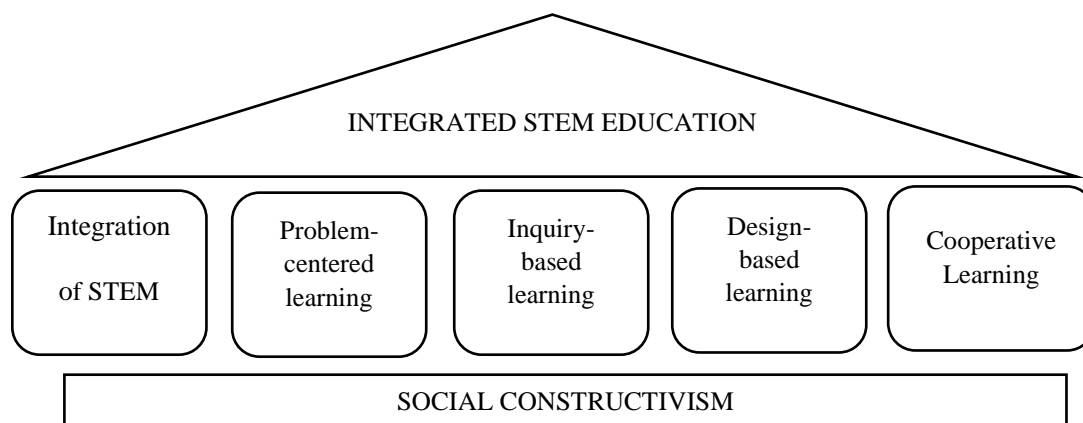 INTEGRATED STEM EDUCATION
Integration
of STEM
Problem-
centered
learning
Inquiry-
based
learning
Design-
based
learning
Cooperative
Learning
SOCIAL CONSTRUCTIVISM